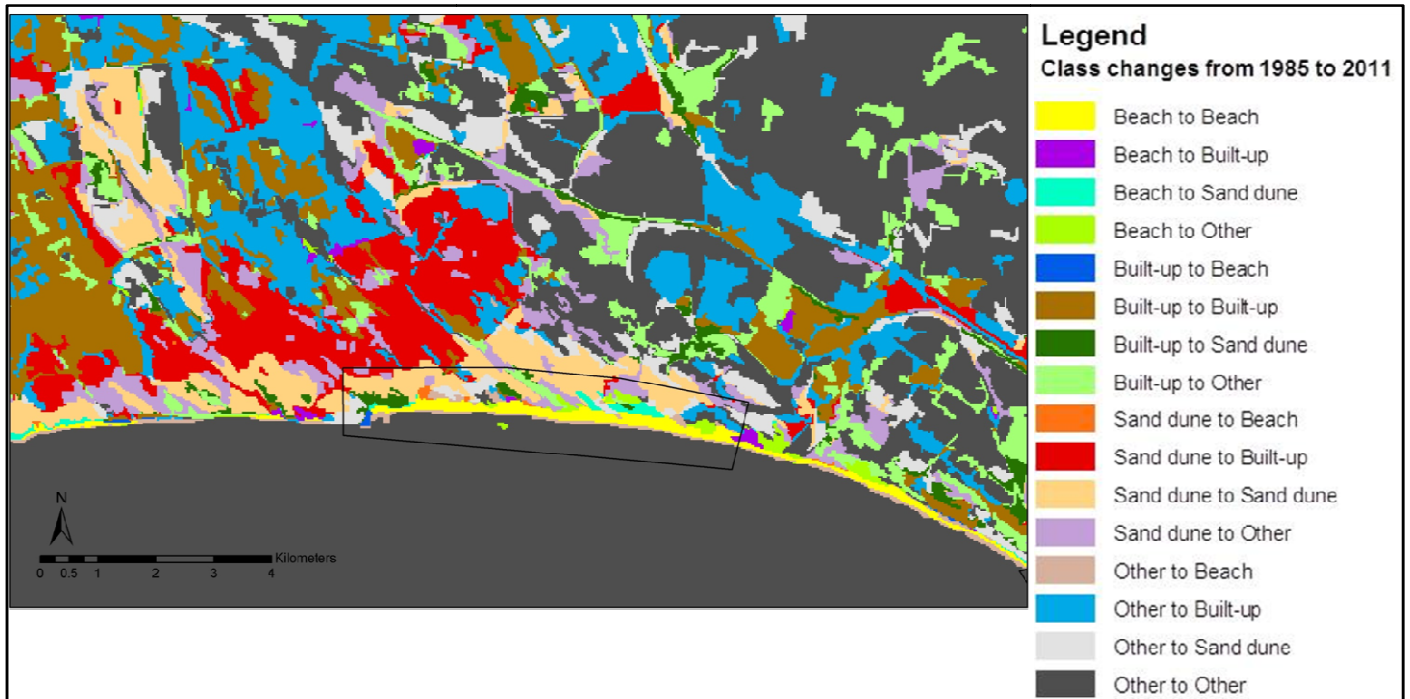 Legend
Class changes from 1985 to 2011
Beach to Beach
Beach to Built-up
Beach to Sand dune
Beach to Other
Built-up to Beach
Built-up to Built-up
Built-up to Sand dune
Built-up to Other
Sand dune to Beach
Sand dune to Built-up
Sand dune to Sand dune
Sand dune to Other
Other to Beach
Other to Built-up
Other to Sand dune
Other to Other
N
Kilometers
0 0.5 1 2 3 4